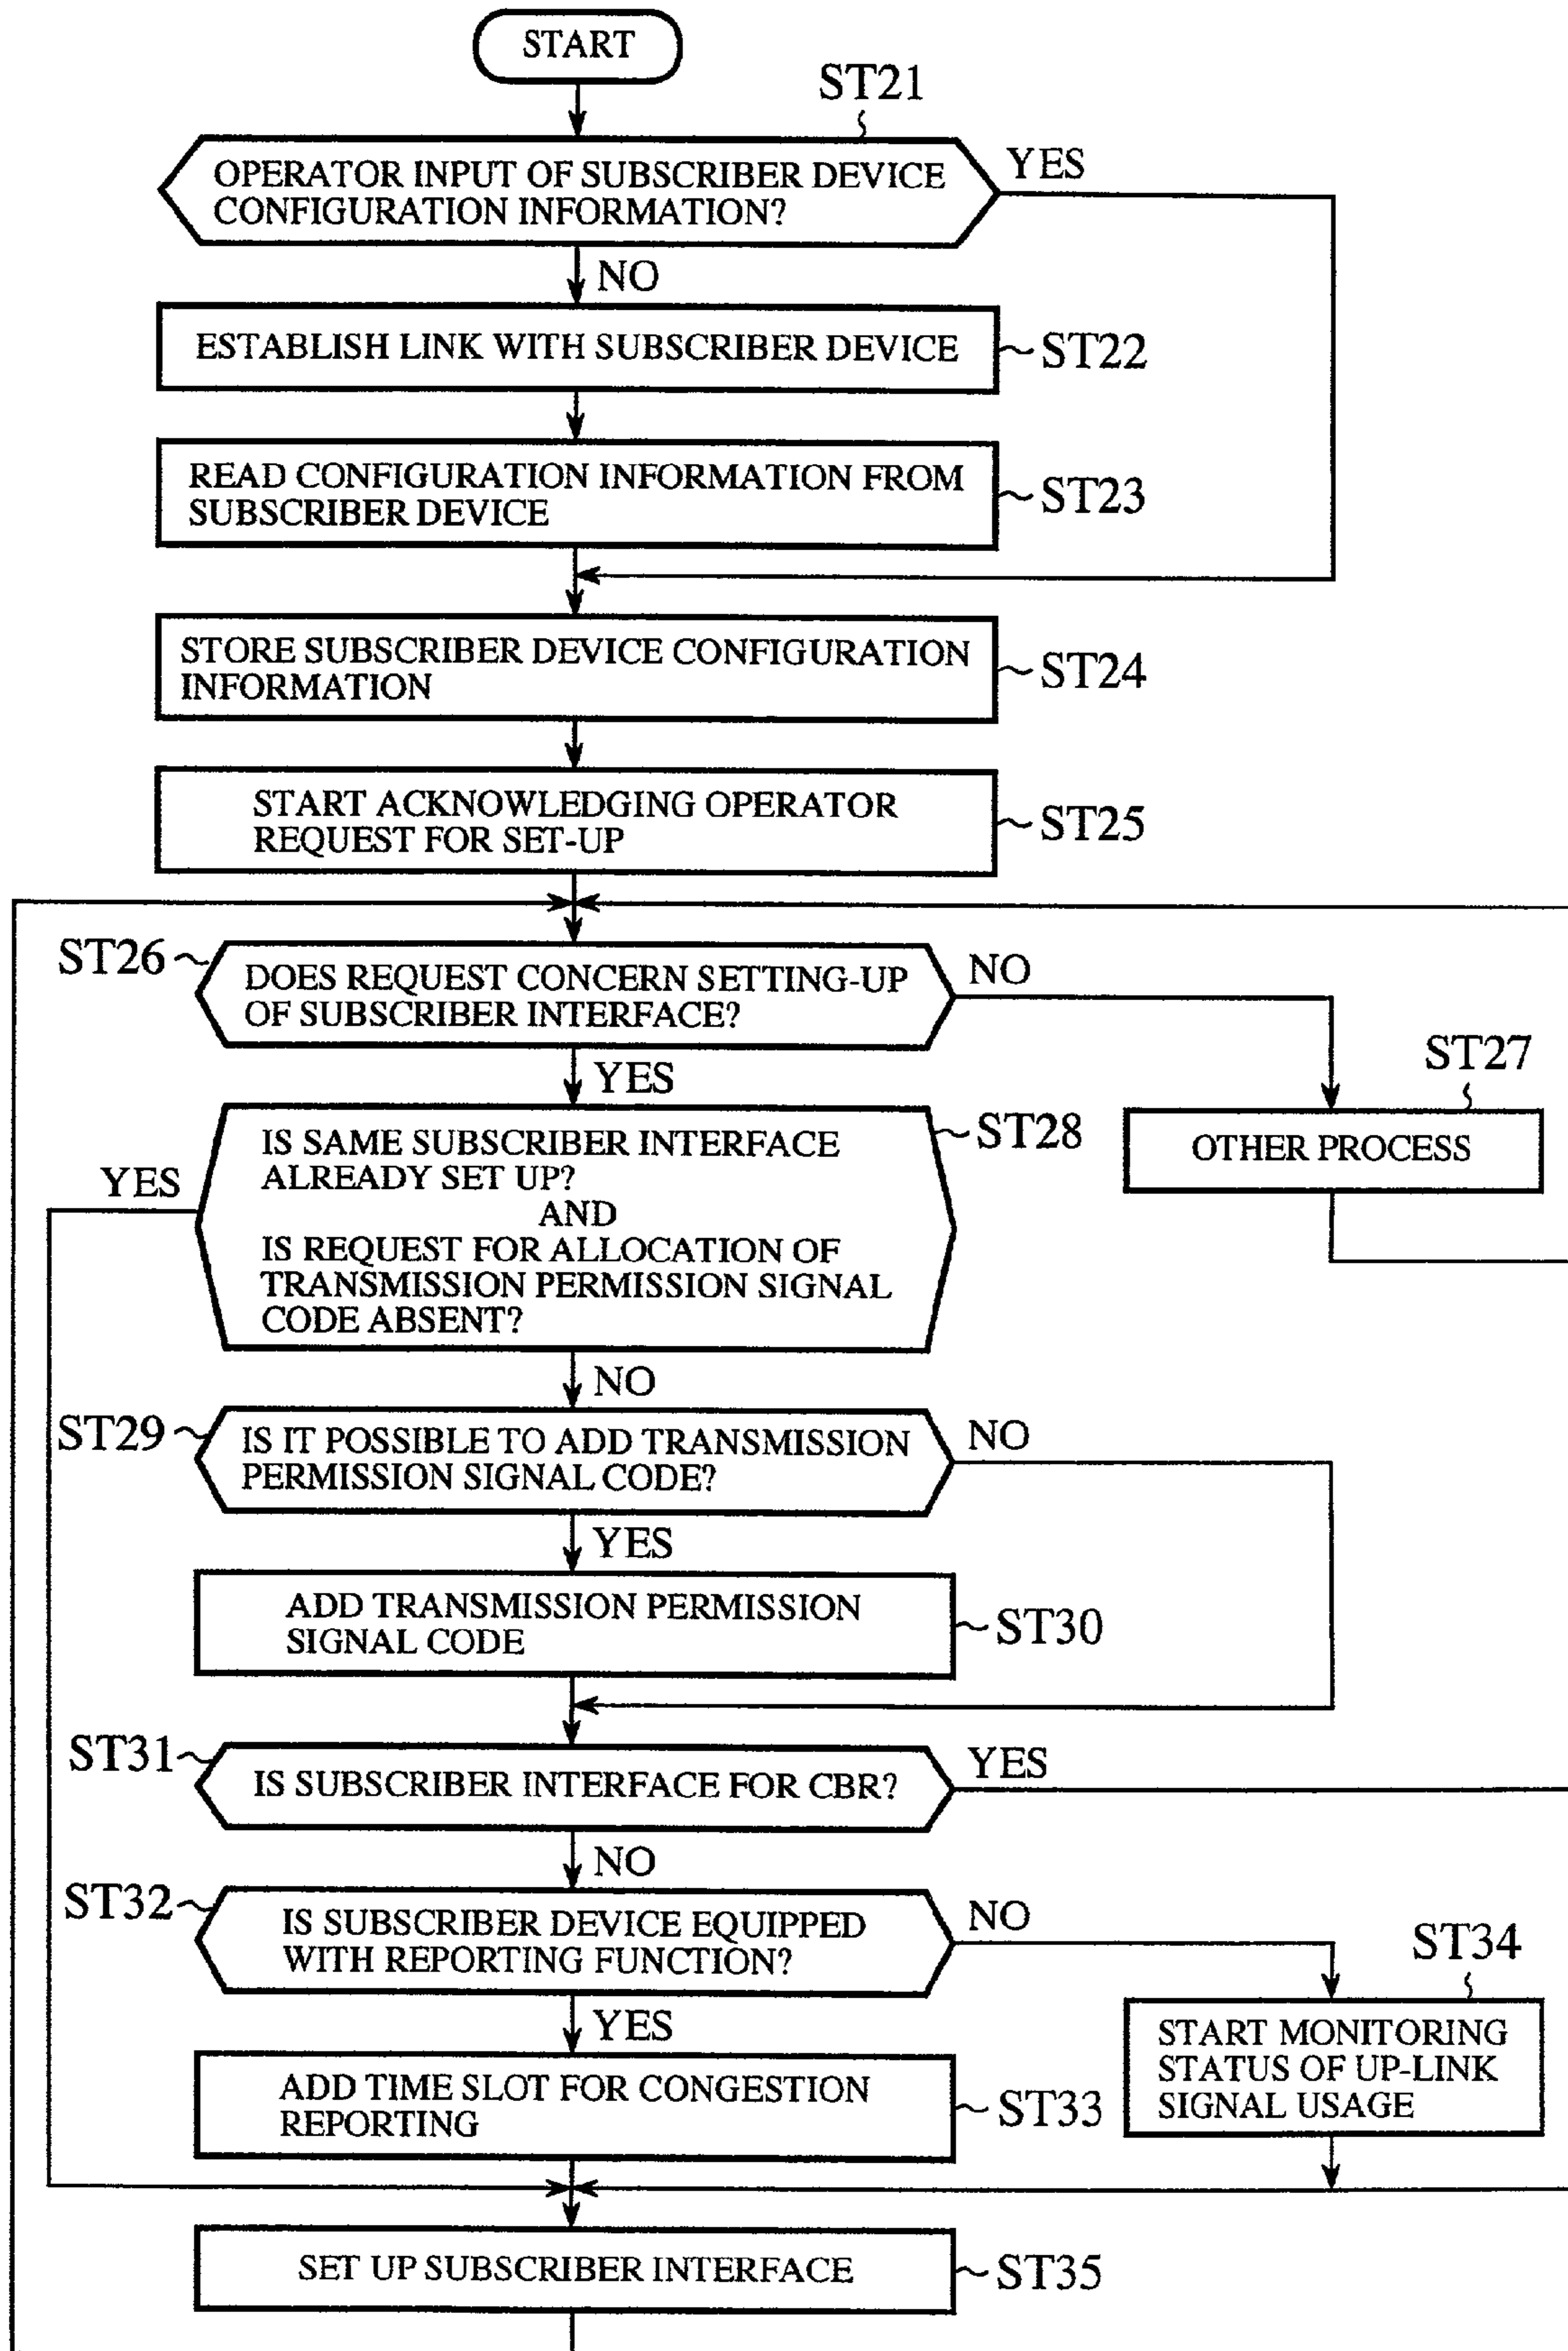 START
ST21
OPERATOR INPUT OF SUBSCRIBER DEVICE
CONFIGURATION INFORMATION?
YES
NO
ESTABLISH LINK WITH SUBSCRIBER DEVICE
ST22
READ CONFIGURATION INFORMATION FROM
SUBSCRIBER DEVICE
ST23
STORE SUBSCRIBER DEVICE CONFIGURATION
INFORMATION
ST24
START ACKNOWLEDGING OPERATOR
REQUEST FOR SET-UP
ST25
ST26
DOES REQUEST CONCERN SETTING-UP
OF SUBSCRIBER INTERFACE?
NO
YES
ST27
OTHER PROCESS
ST28
IS SAME SUBSCRIBER INTERFACE
ALREADY SET UP?
AND
IS REQUEST FOR ALLOCATION OF
TRANSMISSION PERMISSION SIGNAL
CODE ABSENT?
YES
NO
ST29
IS IT POSSIBLE TO ADD TRANSMISSION
PERMISSION SIGNAL CODE?
NO
YES
ADD TRANSMISSION PERMISSION
SIGNAL CODE
ST30
ST31
IS SUBSCRIBER INTERFACE FOR CBR?
YES
NO
ST32
IS SUBSCRIBER DEVICE EQUIPPED
WITH REPORTING FUNCTION?
NO
YES
ST34
START MONITORING
STATUS OF UP-LINK
SIGNAL USAGE
ADD TIME SLOT FOR CONGESTION
REPORTING
ST33
SET UP SUBSCRIBER INTERFACE
ST35